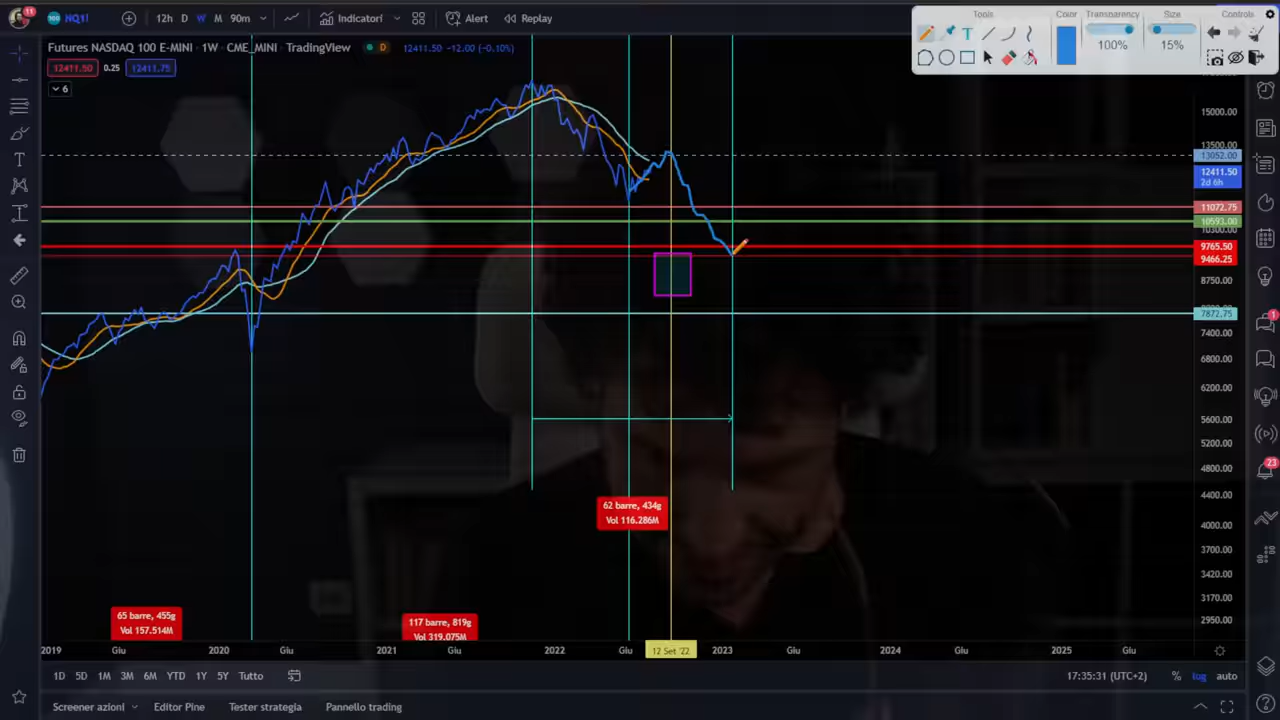 11
100 NQ1!
12h D W M 90m
Indicatori
Alert
Replay
Tools
Color
Transparency
Size
Controls
100%
15%
Futures NASDAQ 100 E-MINI · 1W · CME_MINI · TradingView
D
12411.50 −12.00 (−0.10%)
12411.50
0.25
12411.75
6
15000.00
13500.00
13052.00
12411.50
2d 6h
11072.75
10593.00
10300.00
9765.50
9466.25
8750.00
7872.75
7400.00
6800.00
6200.00
5600.00
5200.00
4800.00
4400.00
4000.00
3700.00
3420.00
3170.00
2950.00
62 barre, 434g
Vol 116.286M
65 barre, 455g
Vol 157.514M
117 barre, 819g
Vol 319.075M
2019
Giu
2020
Giu
2021
Giu
2022
Giu
12 Set '22
2023
Giu
2024
Giu
2025
Giu
1D 5D 1M 3M 6M YTD 1Y 5Y Tutto
17:35:31 (UTC+2)
% log auto
Screener azioni
Editor Pine
Tester strategia
Pannello trading
1
23